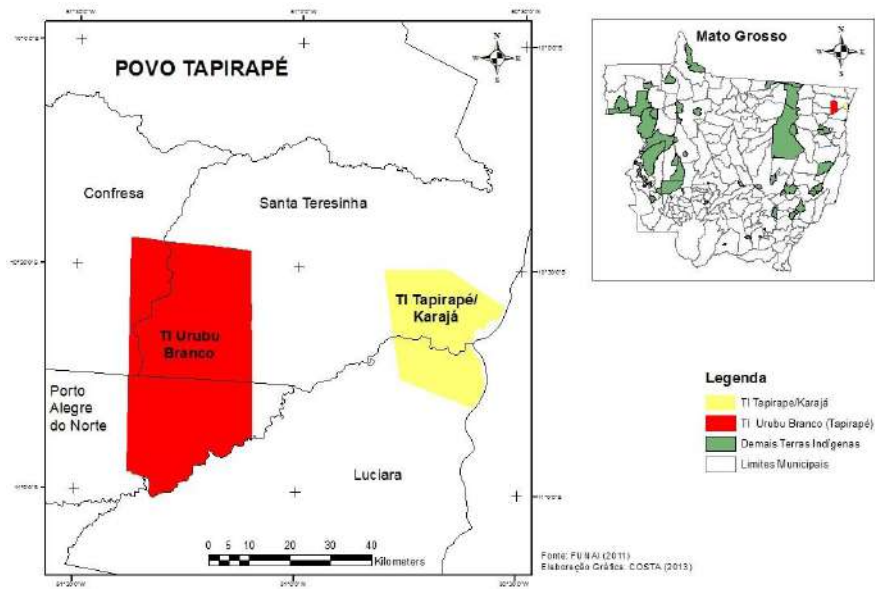 POVO TAPIRAPÉ
N
W
E
S
Confresa
Santa Teresinha
TI Urubu
Branco
TI Tapirapé/
Karajá
Porto
Alegre
do Norte
Luciara
0 5 10 20 30 40
Kilometers
Mato Grosso
N
W
E
S
Legenda
TI Tapirape/Karajá
TI Urubu Branco (Tapirapé)
Demais Terras Indígenas
Limites Municipais
Fonte: FUNAI (2011)
Elaboração Gráfica: COSTA (2013)